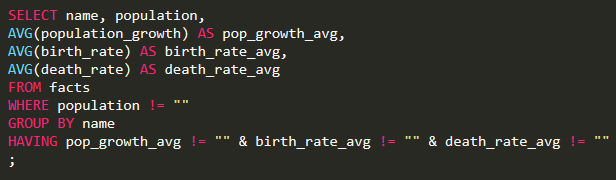 SELECT name, population,
AVG(population_growth) AS pop_growth_avg,
AVG(birth_rate) AS birth_rate_avg,
AVG(death_rate) AS death_rate_avg
FROM facts
WHERE population != ""
GROUP BY name
HAVING pop_growth_avg != "" & birth_rate_avg != "" & death_rate_avg != ""
;